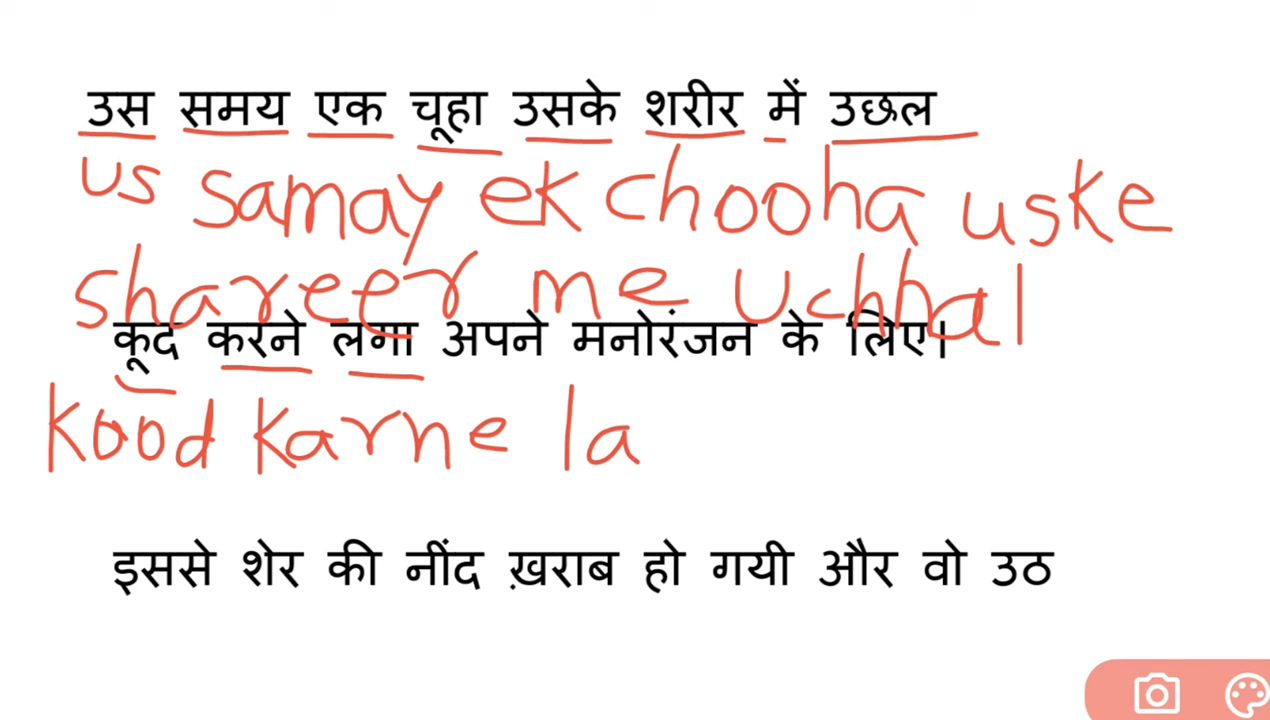 उस समय एक चूहा उसके शरीर में उछल
us samay ek chooha uske
shareer me uchhal
कूद करने लगा अपने मनोरंजन के लिए।
kood karne la
इससे शेर की नींद ख़राब हो गयी और वो उठ